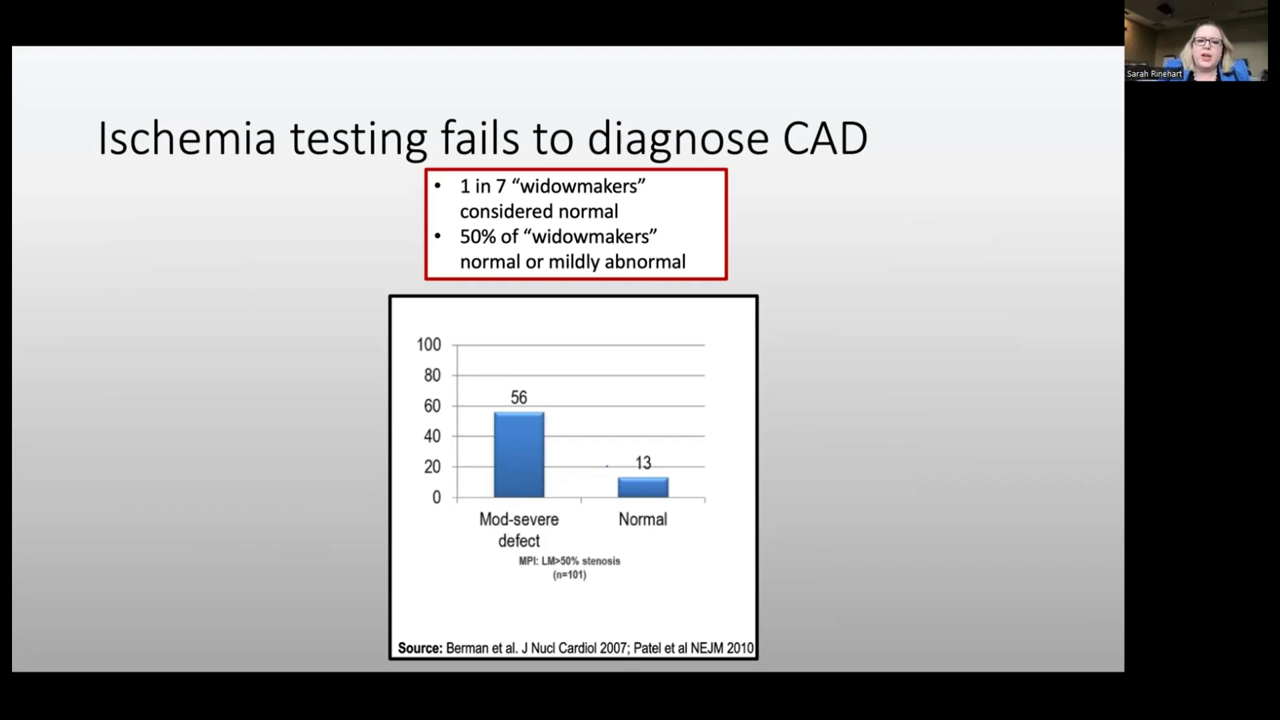 Sarah Rinehart
Ischemia testing fails to diagnose CAD
• 1 in 7 “widowmakers”
considered normal
• 50% of “widowmakers”
normal or mildly abnormal
100
80
60
40
20
0
56
13
Mod-severe
defect
Normal
MPI: LM>50% stenosis
(n=101)
Source: Berman et al. J Nucl Cardiol 2007; Patel et al NEJM 2010